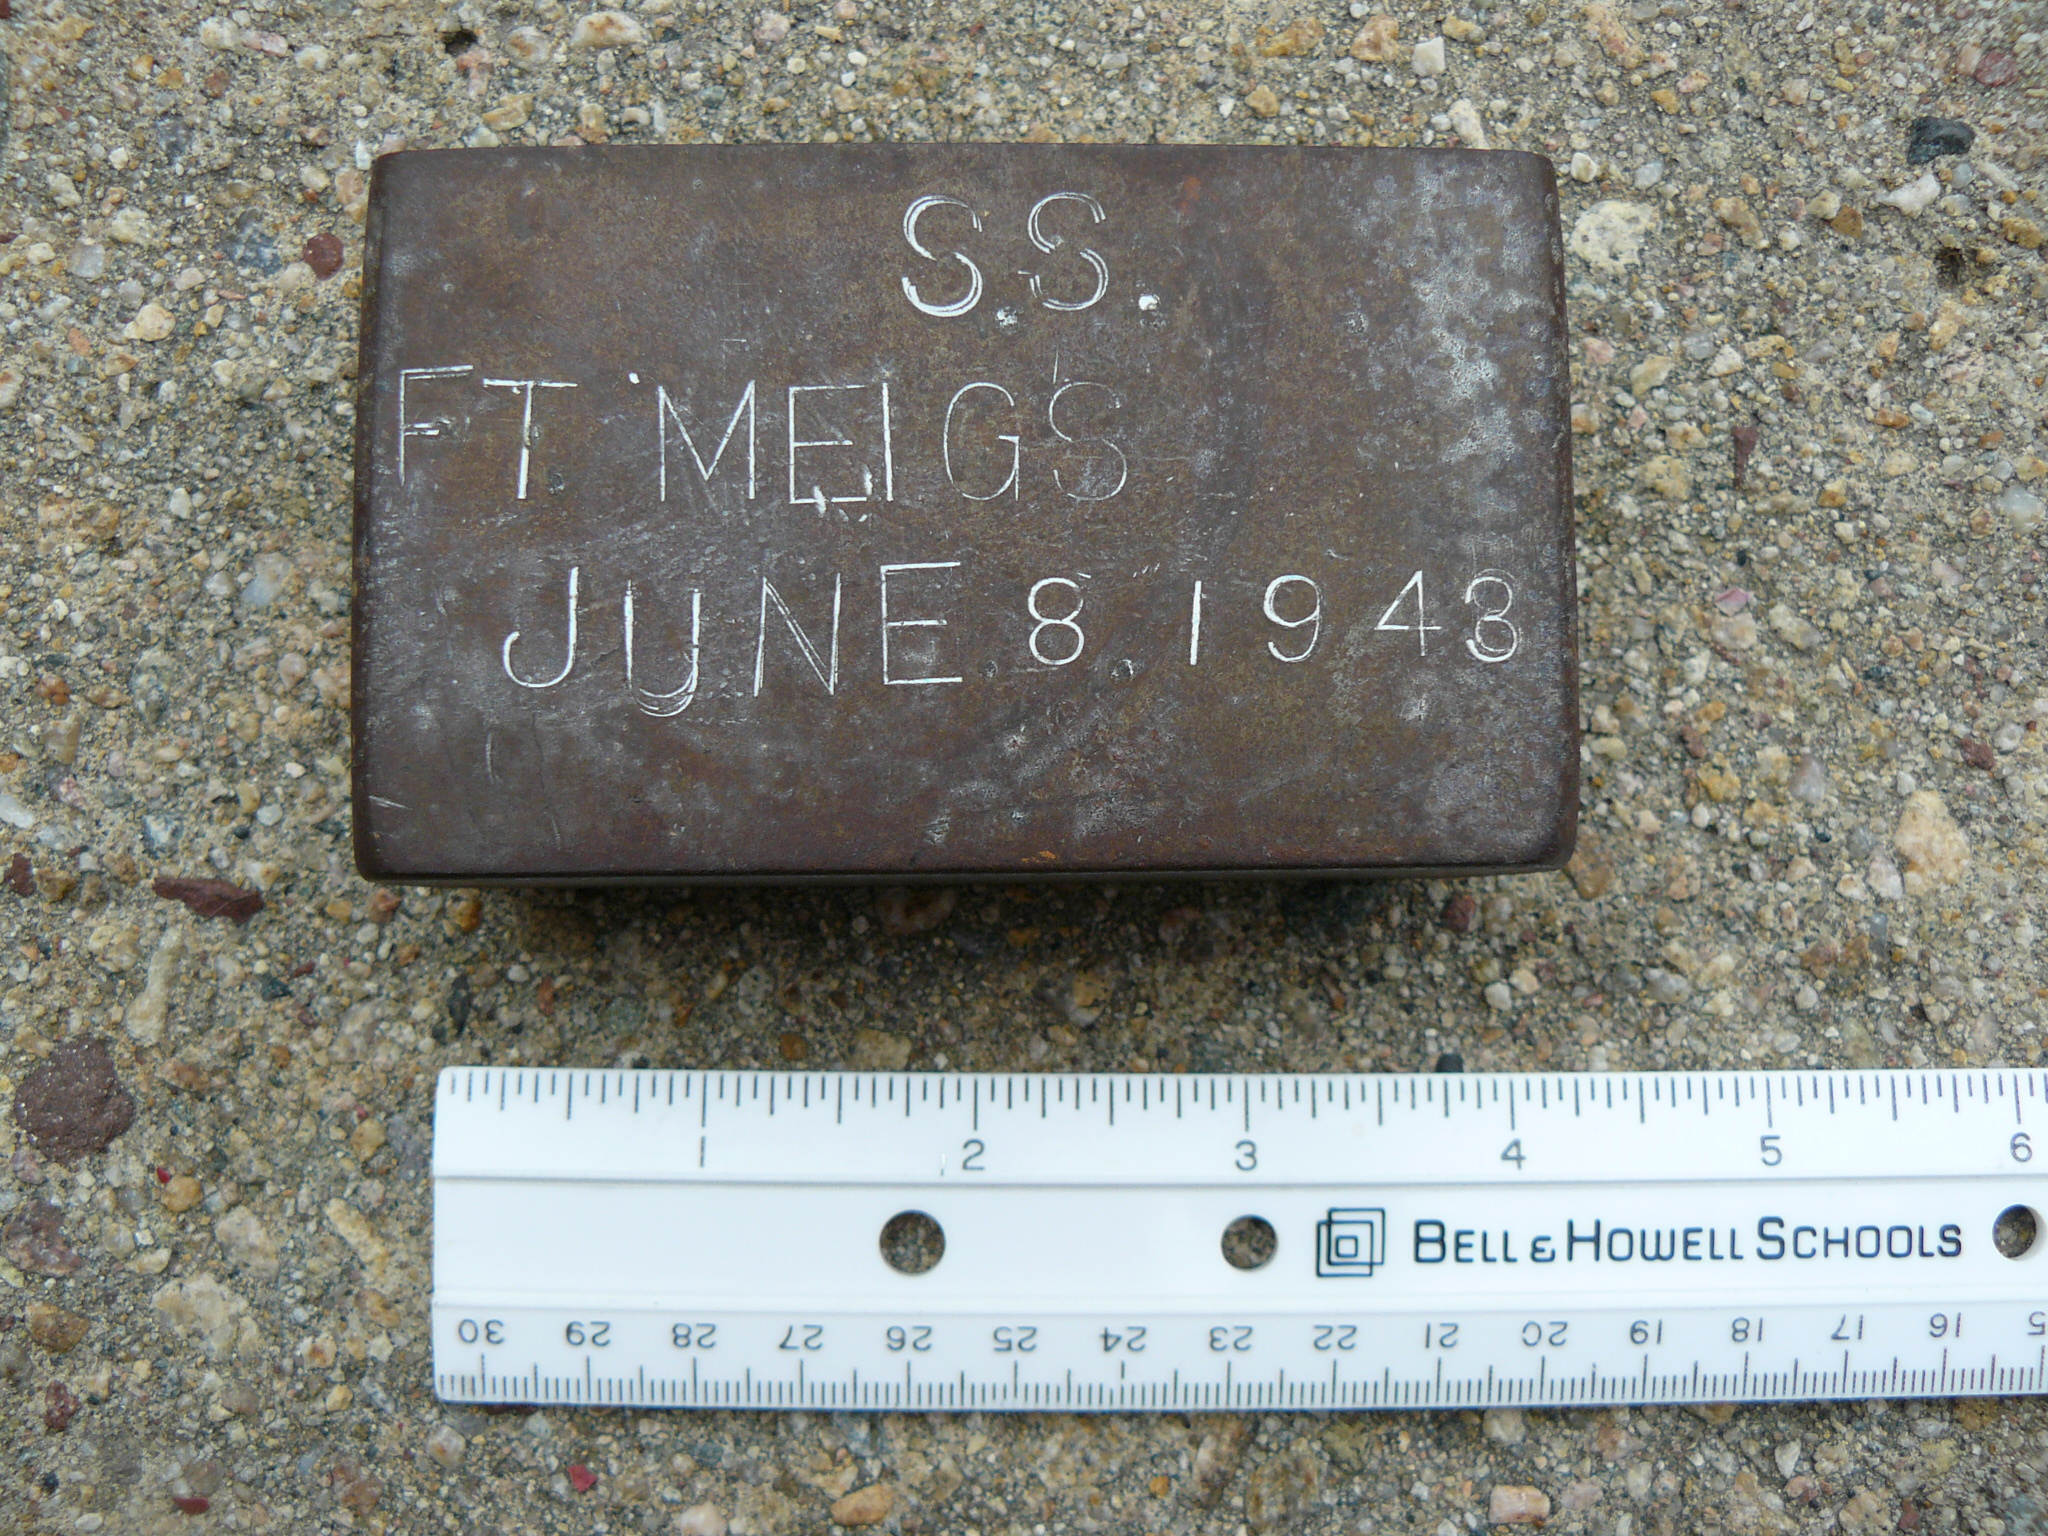 S.S.
FT. MEIGS
JUNE.8.1943
1 2 3 4 5 6
BELL & HOWELL SCHOOLS
30 29 28 27 26 25 24 23 22 21 20 19 18 17 16 15